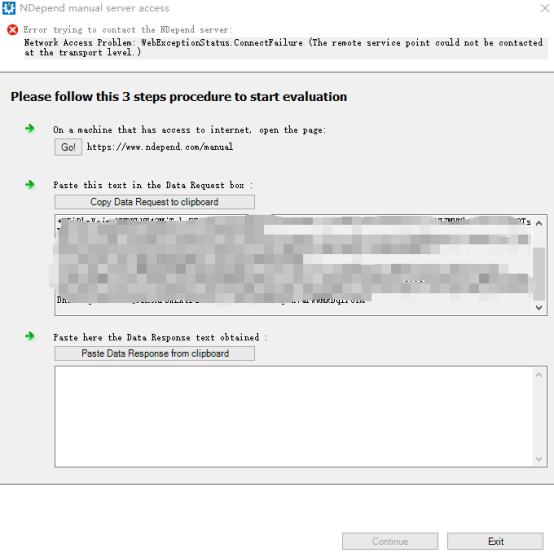 NDepend manual server access
Error trying to contact the NDepend server:
Network Access Problem: WebExceptionStatus.ConnectFailure (The remote service point could not be contacted
at the transport level.)
Please follow this 3 steps procedure to start evaluation
On a machine that has access to internet, open the page:
Go! https://www.ndepend.com/manual
Paste this text in the Data Request box :
Copy Data Request to clipboard
Paste here the Data Response text obtained :
Paste Data Response from clipboard
Continue Exit